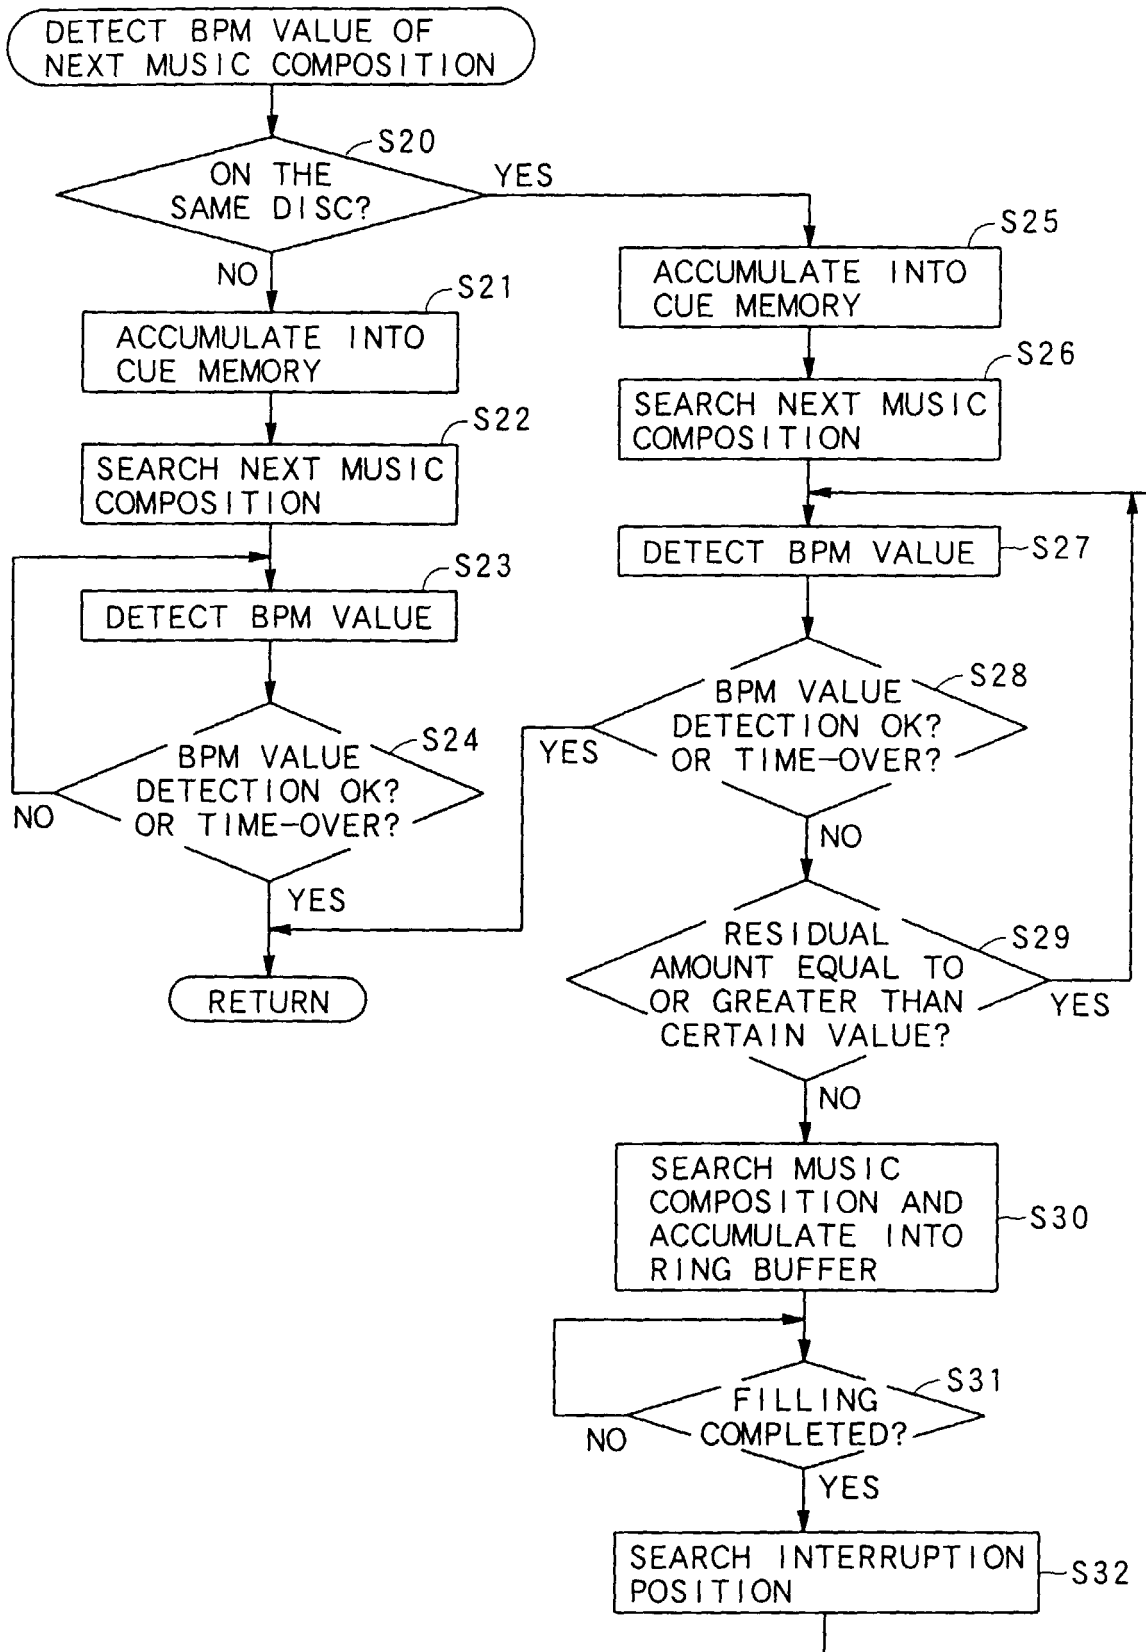 DETECT BPM VALUE OF
NEXT MUSIC COMPOSITION
S20
ON THE
SAME DISC?
YES
NO
S21
ACCUMULATE INTO
CUE MEMORY
S22
SEARCH NEXT MUSIC
COMPOSITION
S23
DETECT BPM VALUE
S24
BPM VALUE
DETECTION OK?
OR TIME-OVER?
NO
YES
RETURN
S25
ACCUMULATE INTO
CUE MEMORY
S26
SEARCH NEXT MUSIC
COMPOSITION
DETECT BPM VALUE
S27
S28
BPM VALUE
DETECTION OK?
OR TIME-OVER?
YES
NO
S29
RESIDUAL
AMOUNT EQUAL TO
OR GREATER THAN
CERTAIN VALUE?
YES
NO
SEARCH MUSIC
COMPOSITION AND
ACCUMULATE INTO
RING BUFFER
S30
S31
FILLING
COMPLETED?
NO
YES
SEARCH INTERRUPTION
POSITION
S32